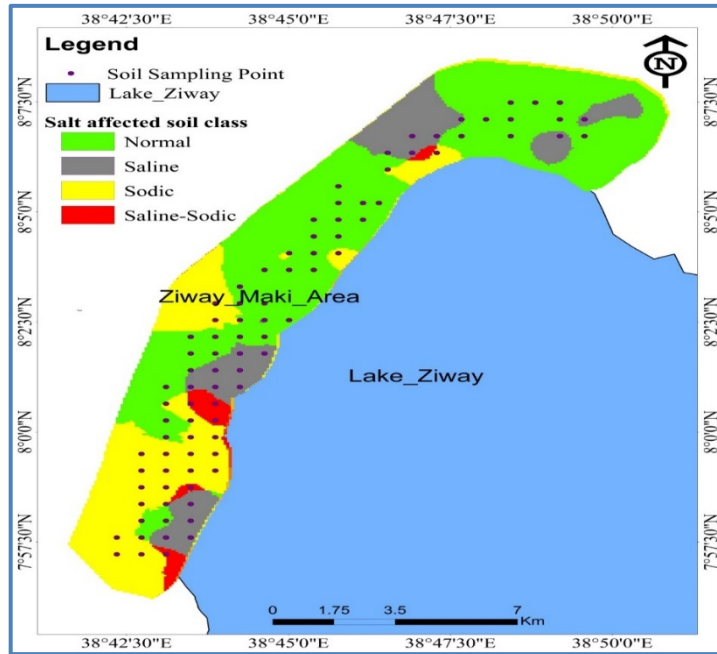 38°42'30"E 38°45'0"E 38°47'30"E 38°50'0"E
Legend
Soil Sampling Point
Lake_Ziway
Salt affected soil class
Normal
Saline
Sodic
Saline-Sodic
N
8°7'30"N
8°7'30"N
8°5'0"N
8°5'0"N
Ziway_Maki_Area
8°2'30"N
8°2'30"N
Lake_Ziway
8°0'0"N
8°0'0"N
7°57'30"N
7°57'30"N
0 1.75 3.5 7
Km
38°42'30"E 38°45'0"E 38°47'30"E 38°50'0"E